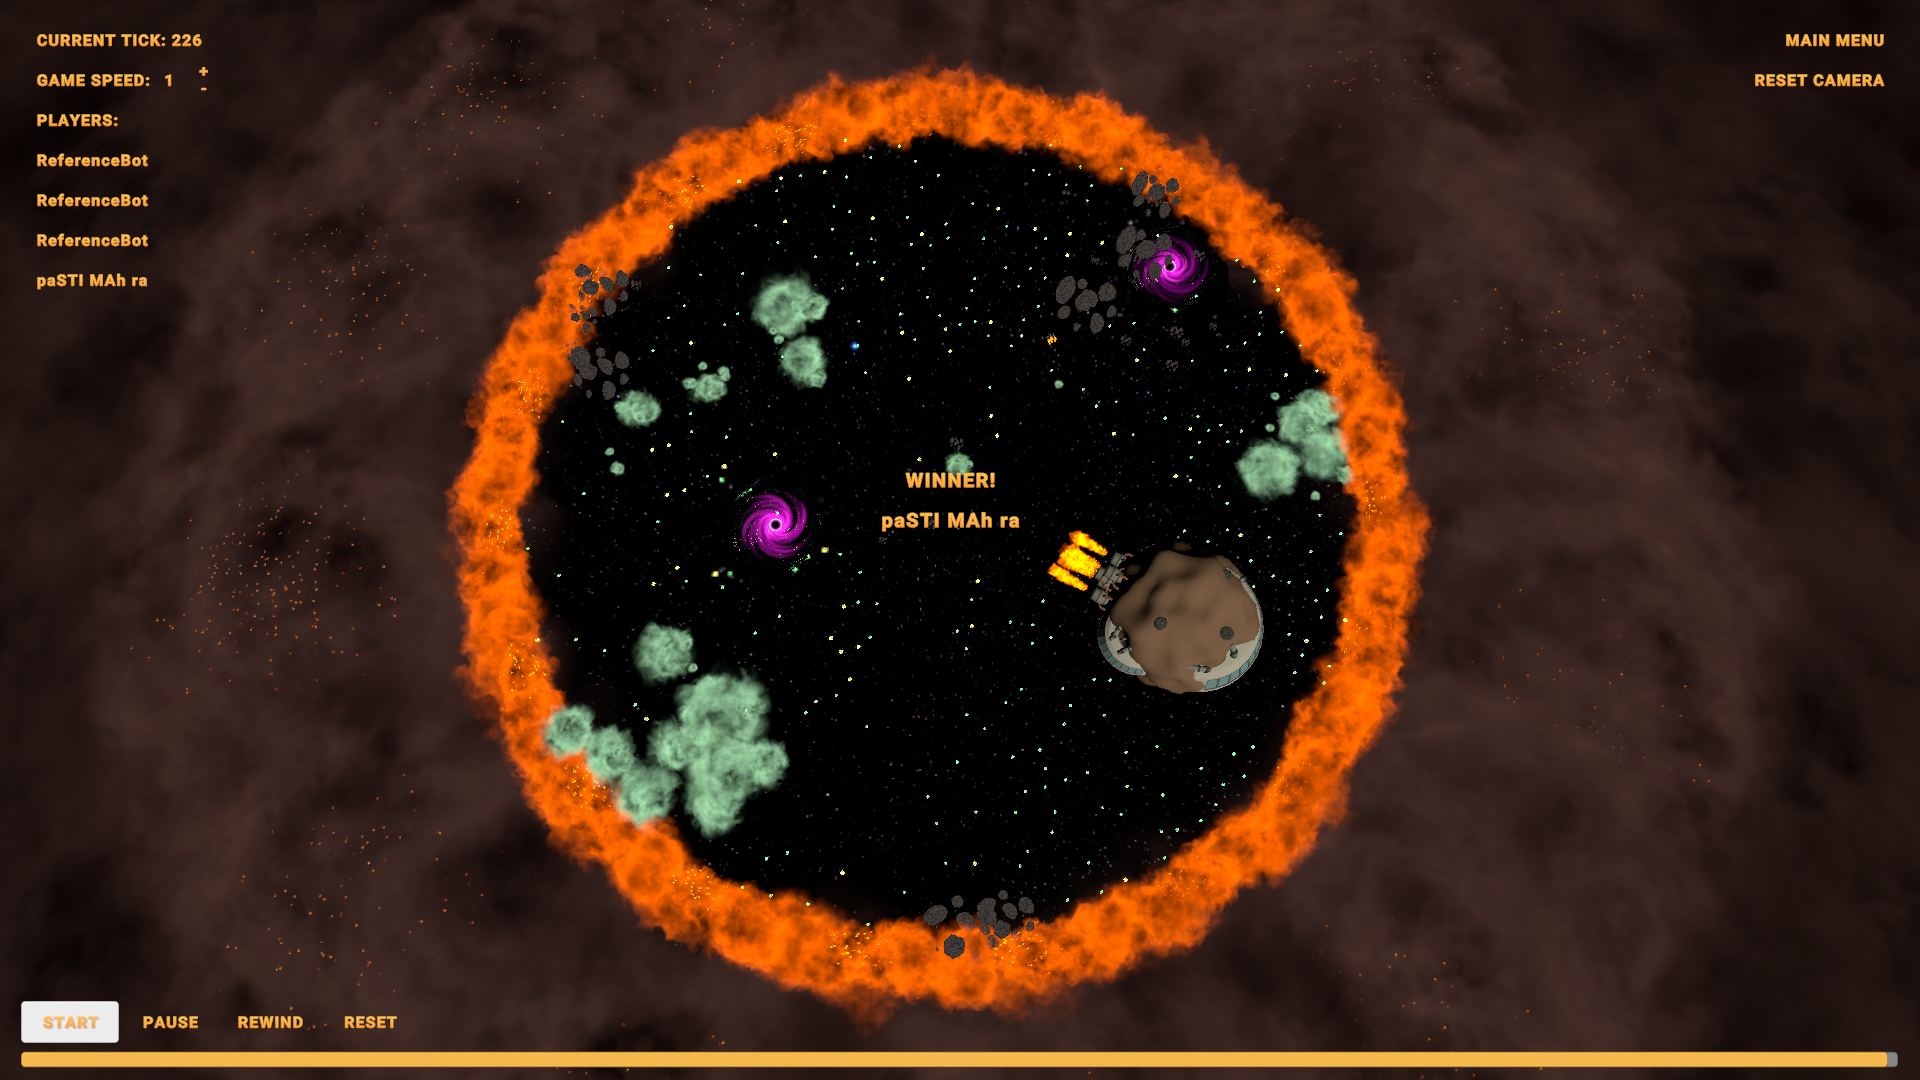 CURRENT TICK: 226
MAIN MENU
GAME SPEED: 1 + -
RESET CAMERA
PLAYERS:
ReferenceBot
ReferenceBot
ReferenceBot
paSTI MAh ra
WINNER!
paSTI MAh ra
START PAUSE REWIND RESET